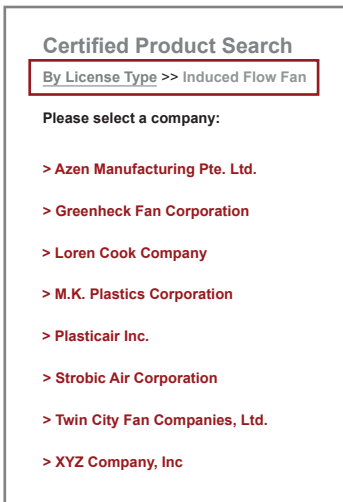 Certified Product Search
By License Type >> Induced Flow Fan
Please select a company:
> Azen Manufacturing Pte. Ltd.
> Greenheck Fan Corporation
> Loren Cook Company
> M.K. Plastics Corporation
> Plasticair Inc.
> Strobic Air Corporation
> Twin City Fan Companies, Ltd.
> XYZ Company, Inc